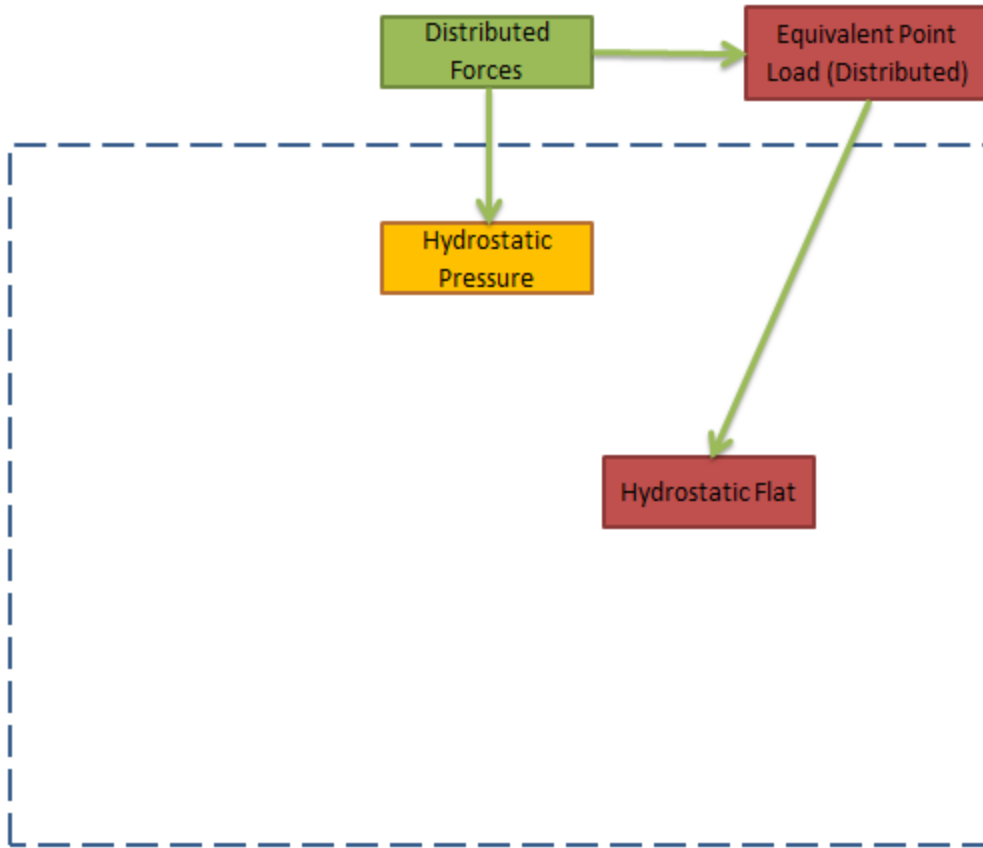 Distributed
Forces
Equivalent Point
Load (Distributed)
Hydrostatic
Pressure
Hydrostatic Flat